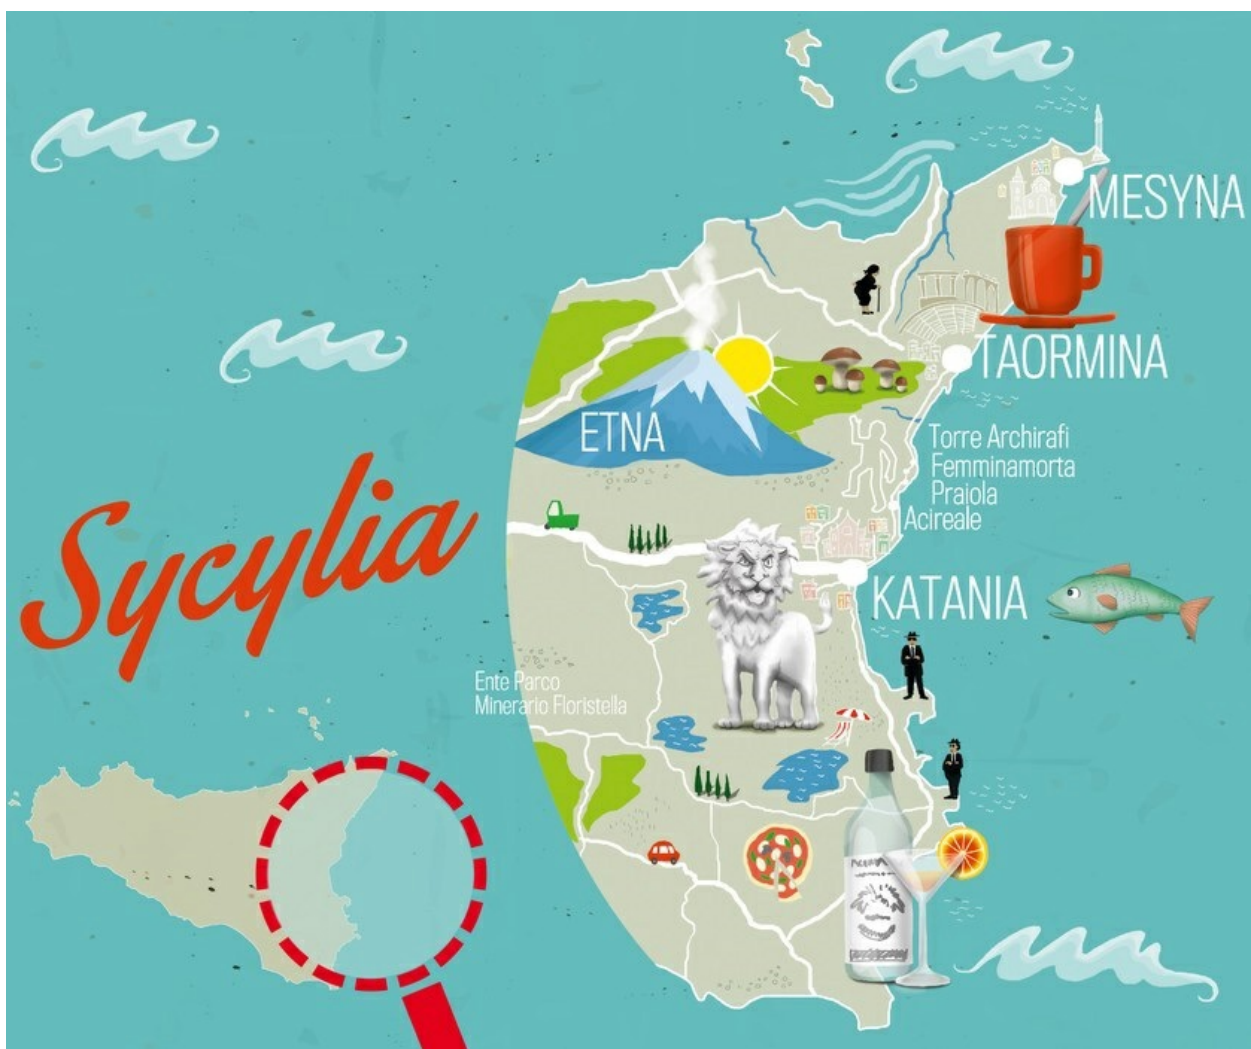 MESYNA
TAORMINA
ETNA
Torre Archirafi
Femminamorta
Praiola
Acireale
Sycylia
KATANIA
Ente Parco
Minerario Floristella